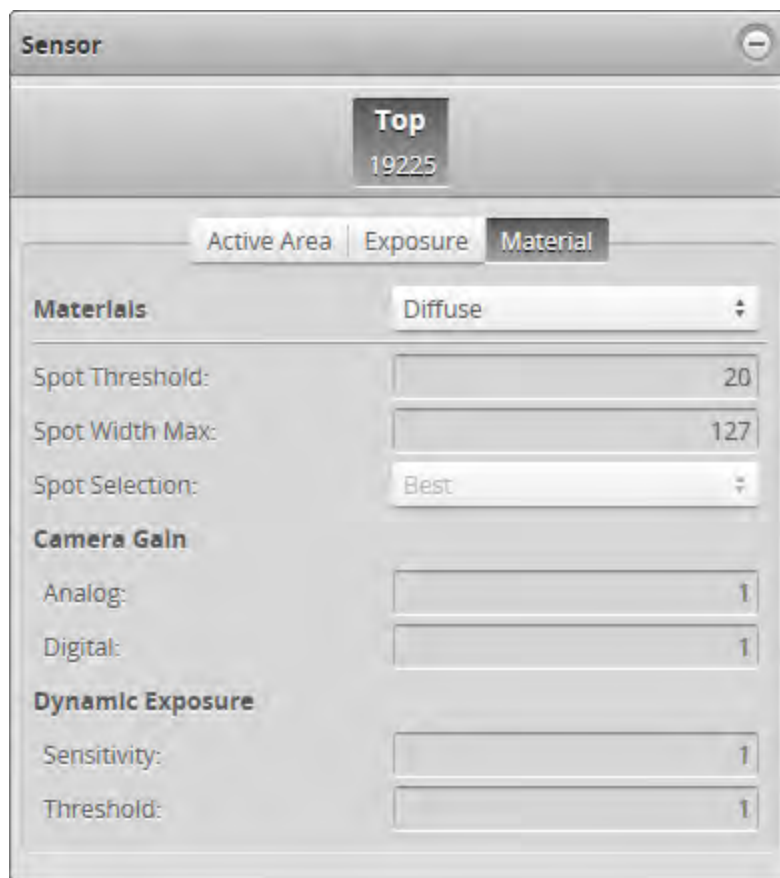 Sensor
Top
19225
Active Area Exposure Material
Materials Diffuse
Spot Threshold: 20
Spot Width Max: 127
Spot Selection: Best
Camera Gain
Analog: 1
Digital: 1
Dynamic Exposure
Sensitivity: 1
Threshold: 1